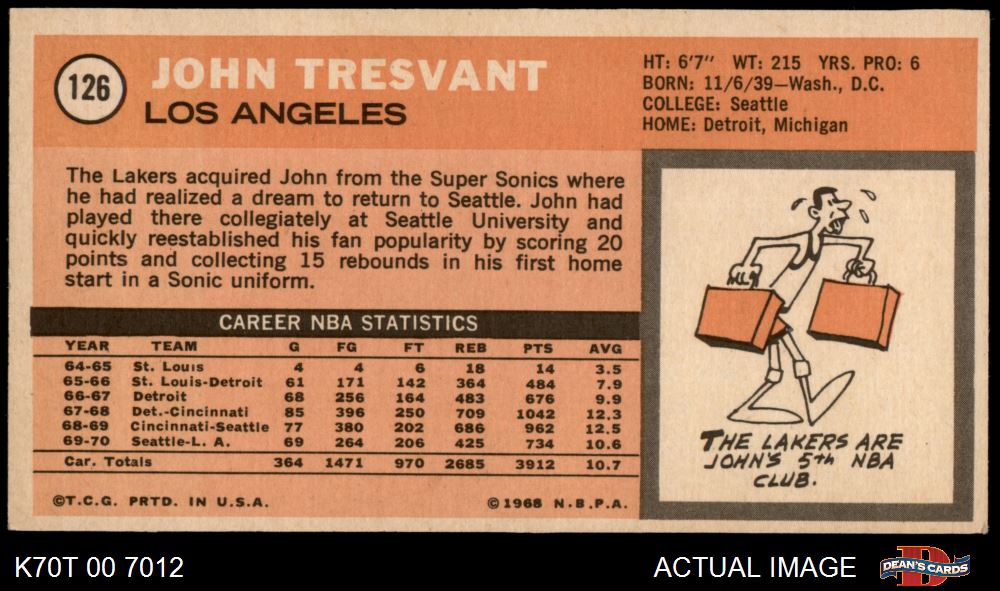 126
JOHN TRESVANT
LOS ANGELES
HT: 6'7" WT: 215 YRS. PRO: 6
BORN: 11/6/39—Wash., D.C.
COLLEGE: Seattle
HOME: Detroit, Michigan
The Lakers acquired John from the Super Sonics where
he had realized a dream to return to Seattle. John had
played there collegiately at Seattle University and
quickly reestablished his fan popularity by scoring 20
points and collecting 15 rebounds in his first home
start in a Sonic uniform.
CAREER NBA STATISTICS
YEAR TEAM G FG FT REB PTS AVG
64-65 St. Louis 4 4 6 18 14 3.5
65-66 St. Louis-Detroit 61 171 142 364 484 7.9
66-67 Detroit 68 256 164 483 676 9.9
67-68 Det.-Cincinnati 85 396 250 709 1042 12.3
68-69 Cincinnati-Seattle 77 380 202 686 962 12.5
69-70 Seattle-L. A. 69 264 206 425 734 10.6
Car. Totals 364 1471 970 2685 3912 10.7
©T.C.G. PRTD. IN U.S.A. ©1968 N.B.P.A.
THE LAKERS ARE
JOHN'S 5th NBA
CLUB.
K70T 00 7012
ACTUAL IMAGE
DEAN'S CARDS